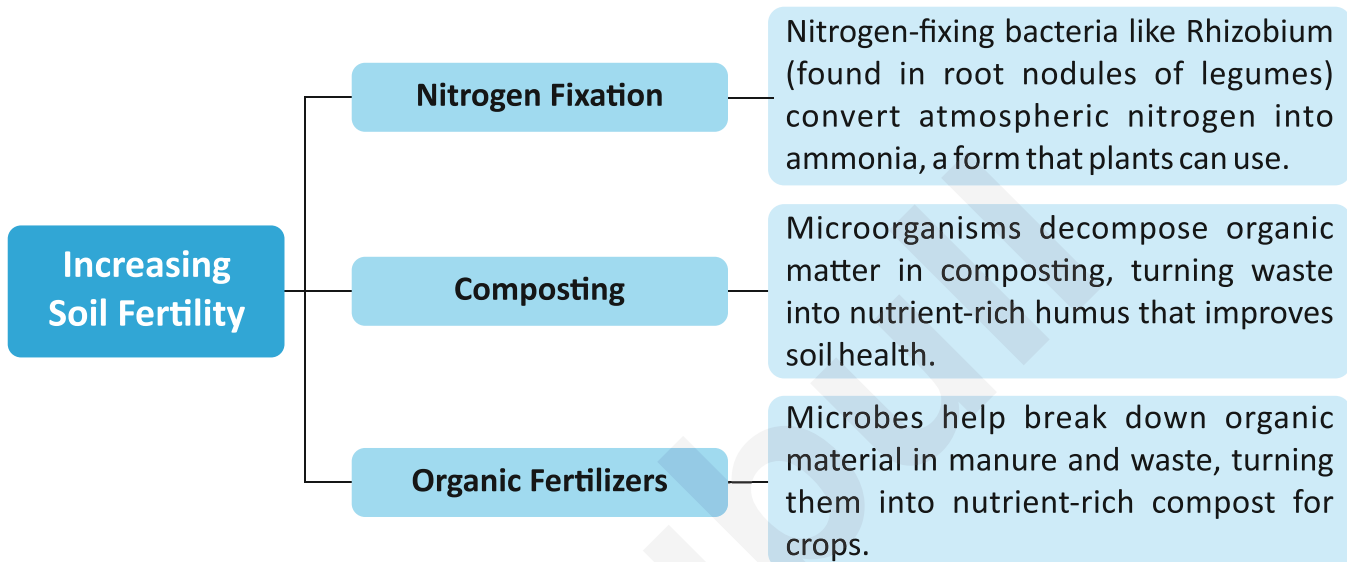 Increasing
Soil Fertility
Nitrogen Fixation
Nitrogen-fixing bacteria like Rhizobium
(found in root nodules of legumes)
convert atmospheric nitrogen into
ammonia, a form that plants can use.
Composting
Microorganisms decompose organic
matter in composting, turning waste
into nutrient-rich humus that improves
soil health.
Organic Fertilizers
Microbes help break down organic
material in manure and waste, turning
them into nutrient-rich compost for
crops.